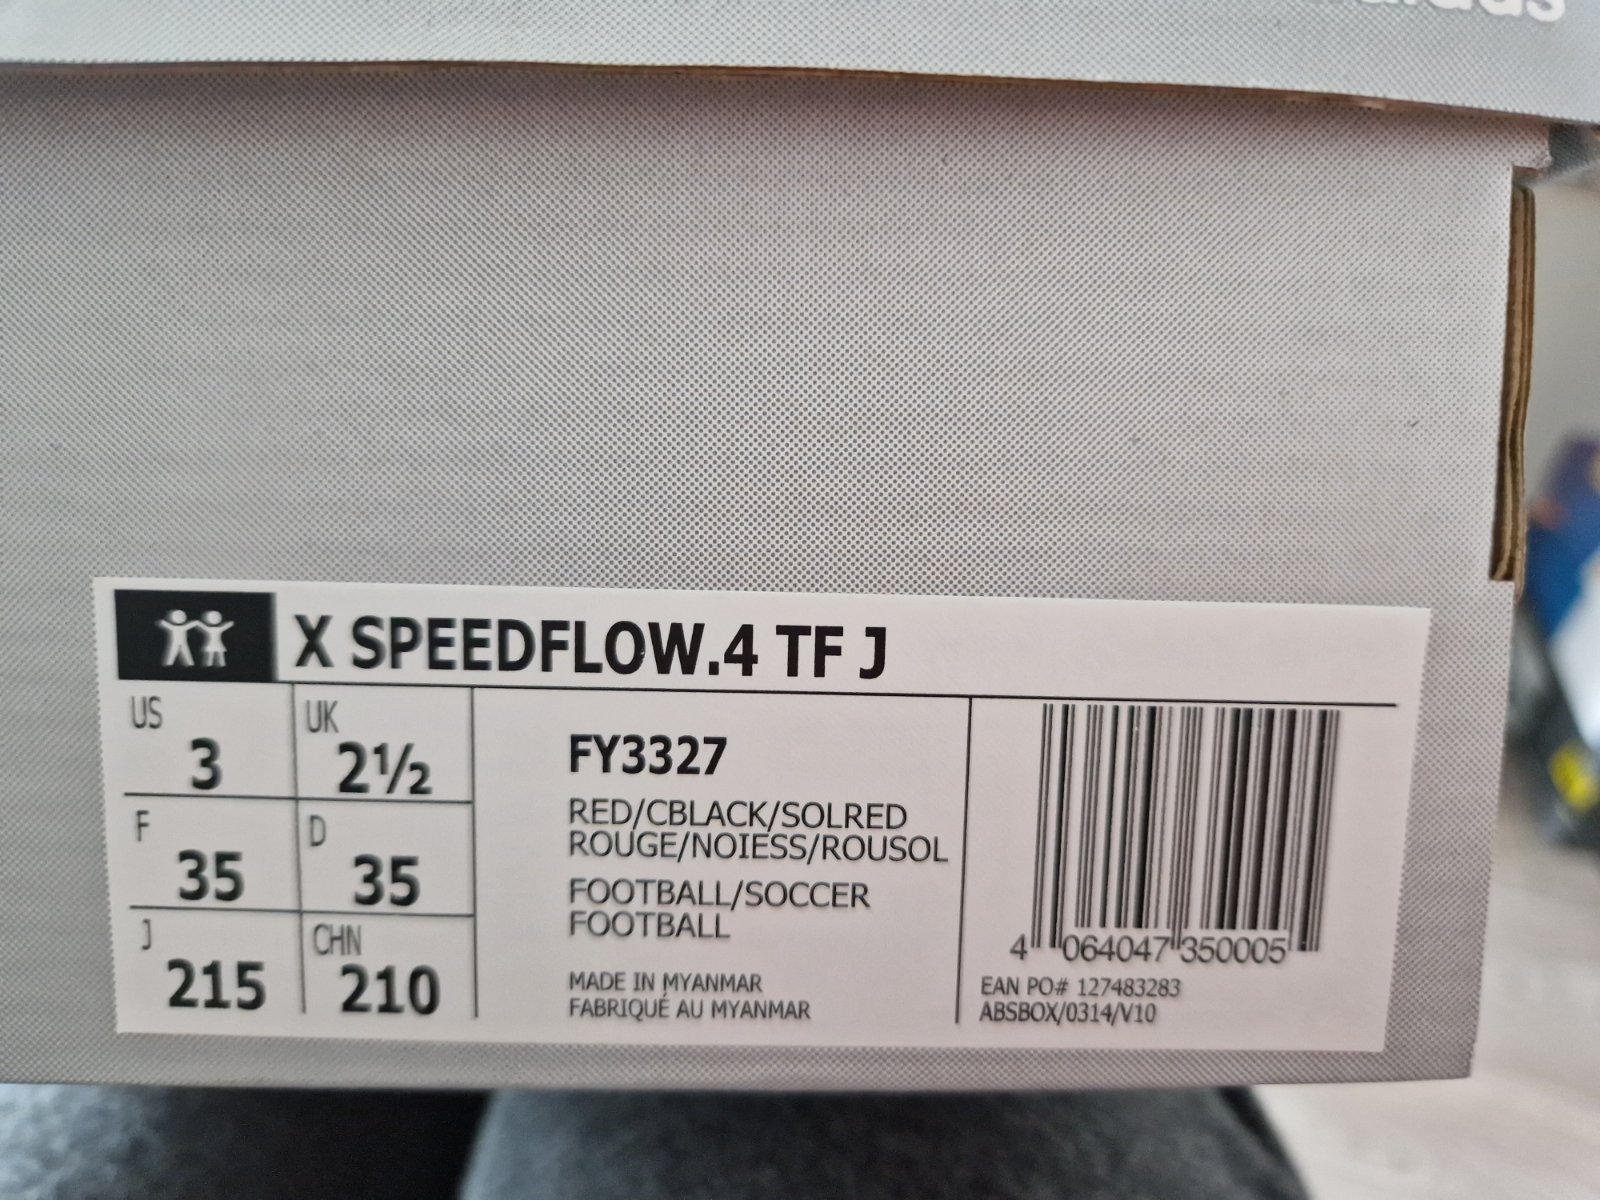 adidas
X SPEEDFLOW.4 TF J
US 3
UK 2½
F 35
D 35
J 215
CHN 210
FY3327
RED/CBLACK/SOLRED
ROUGE/NOIESS/ROUSOL
FOOTBALL/SOCCER
FOOTBALL
MADE IN MYANMAR
FABRIQUÉ AU MYANMAR
4 064047 350005
EAN PO# 127483283
ABSBOX/0314/V10